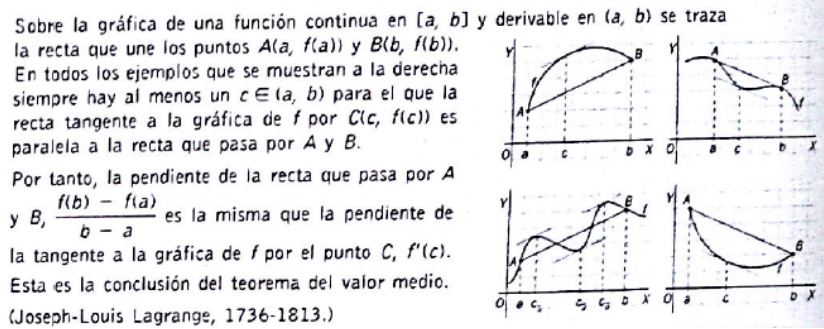 Sobre la gráfica de una función continua en [a, b] y derivable en (a, b) se traza
la recta que une los puntos A(a, f(a)) y B(b, f(b)).
En todos los ejemplos que se muestran a la derecha
siempre hay al menos un c ∈ (a, b) para el que la
recta tangente a la gráfica de f por C(c, f(c)) es
paralela a la recta que pasa por A y B.
Por tanto, la pendiente de la recta que pasa por A
y B, (f(b) − f(a)) / (b − a) es la misma que la pendiente de
la tangente a la gráfica de f por el punto C, f'(c).
Esta es la conclusión del teorema del valor medio.
(Joseph-Louis Lagrange, 1736-1813.)
Y f A B
O a c b X
Y A B f
O a c b X
Y A B f
O a c₁ c₂ c₃ b X
Y A B f
O a c b X